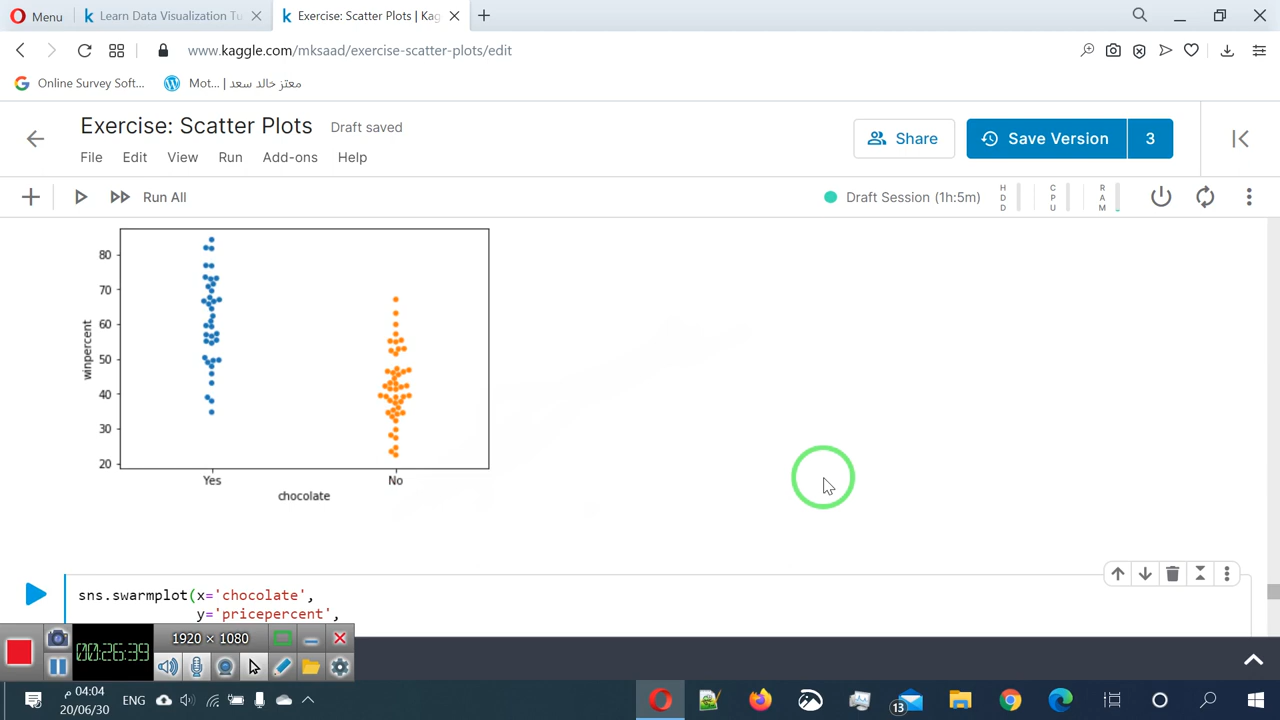 Menu
Learn Data Visualization Tu
Exercise: Scatter Plots | Kag
www.kaggle.com/mksaad/exercise-scatter-plots/edit
Online Survey Soft...
Mot... | معتز خالد سعد
Exercise: Scatter Plots
Draft saved
Share
Save Version
3
File
Edit
View
Run
Add-ons
Help
Run All
Draft Session (1h:5m)
HDD
CPU
RAM
80
70
60
50
40
30
20
winpercent
Yes
No
chocolate
sns.swarmplot(x='chocolate',
y='pricepercent',
00:26:39
1920 × 1080
04:04 م
20/06/30
ENG
13